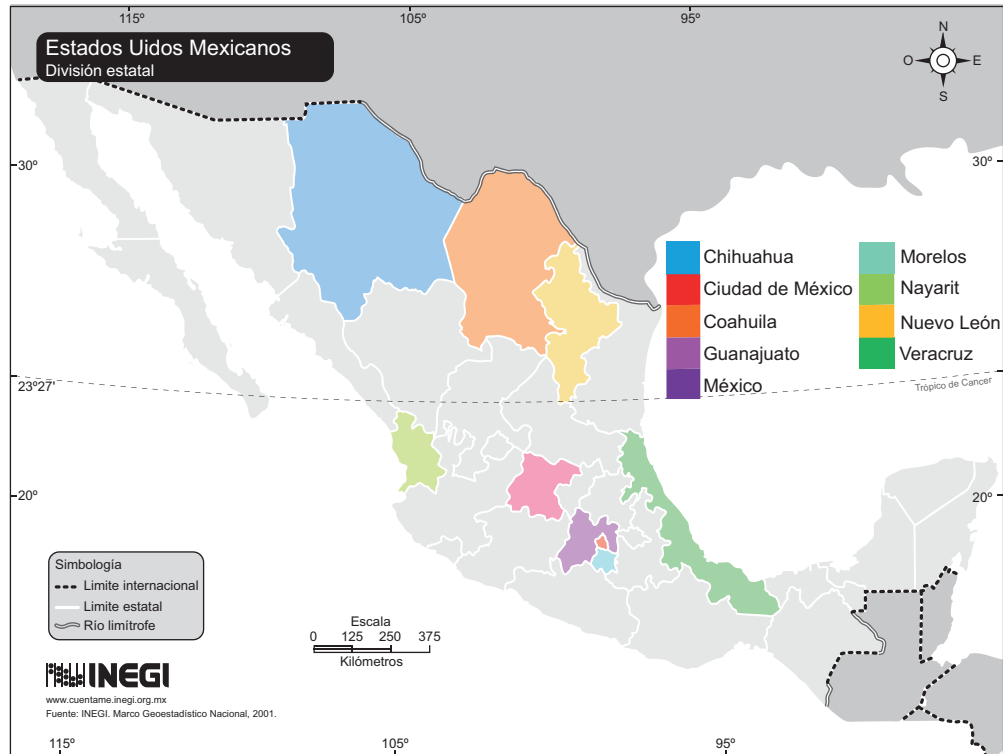 115º
105º
95º
Estados Uidos Mexicanos
División estatal
N
O
E
S
30º
30º
Chihuahua
Ciudad de México
Coahuila
Guanajuato
México
Morelos
Nayarit
Nuevo León
Veracruz
23º27'
Trópico de Cancer
20º
20º
Simbología
Limite internacional
Limite estatal
Río limítrofe
Escala
0 125 250 375
Kilómetros
INEGI
www.cuentame.inegi.org.mx
Fuente: INEGI. Marco Geoestadístico Nacional, 2001.
115º
105º
95º